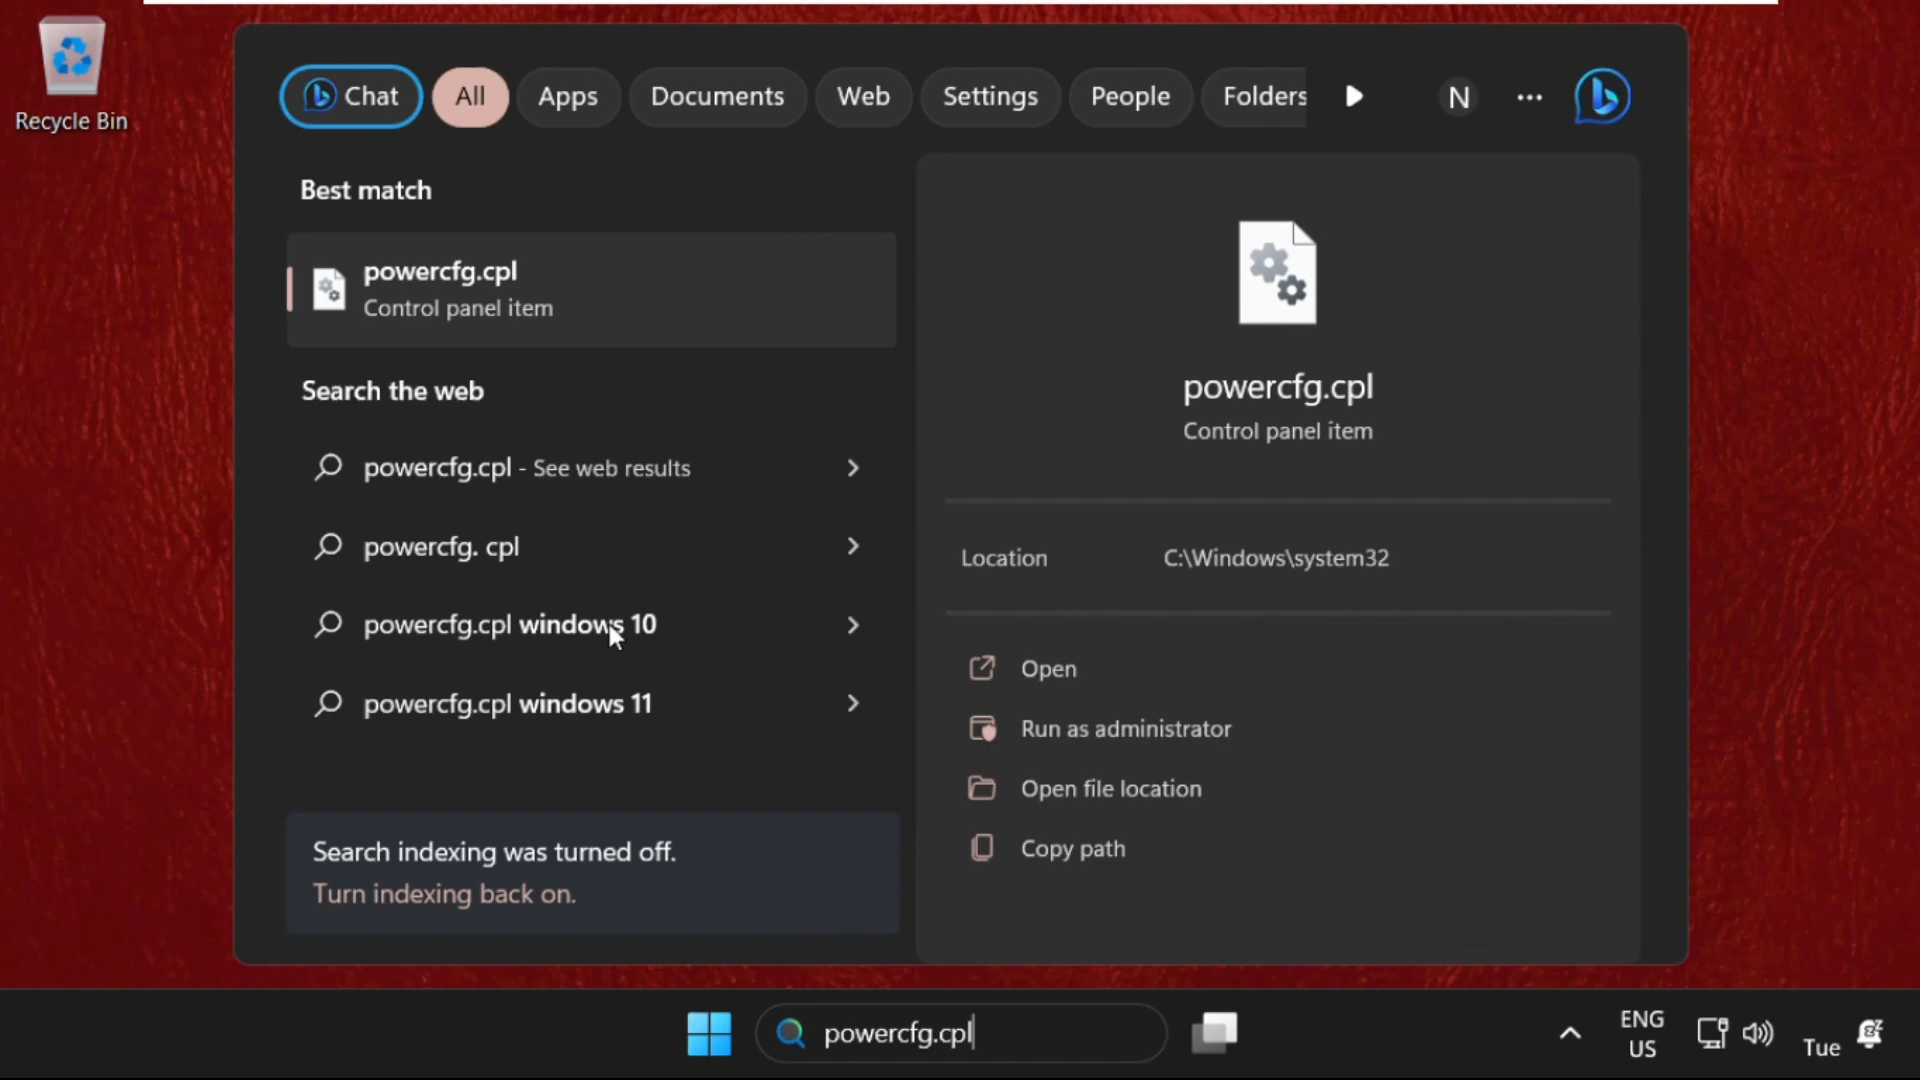 Recycle Bin
Chat
All
Apps
Documents
Web
Settings
People
Folders
N
Best match
powercfg.cpl
Control panel item
Search the web
powercfg.cpl - See web results
powercfg. cpl
powercfg.cpl windows 10
powercfg.cpl windows 11
Search indexing was turned off.
Turn indexing back on.
powercfg.cpl
Control panel item
Location C:\Windows\system32
Open
Run as administrator
Open file location
Copy path
powercfg.cpl
ENG
US
Tue